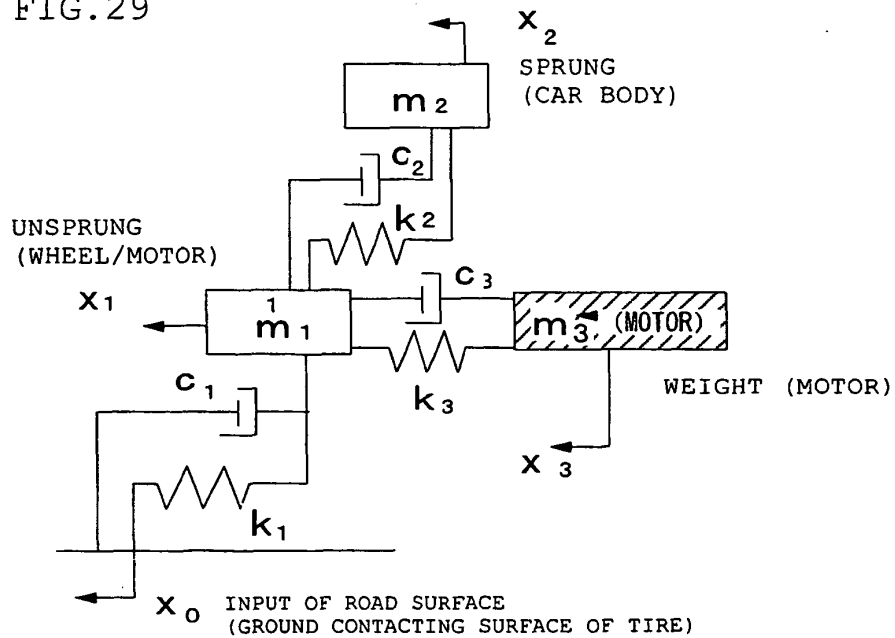 FIG.29
x2
SPRUNG
(CAR BODY)
m2
c2
k2
UNSPRUNG
(WHEEL/MOTOR)
x1
1
m1
c3
k3
m3 (MOTOR)
WEIGHT (MOTOR)
x3
c1
k1
x0 INPUT OF ROAD SURFACE
(GROUND CONTACTING SURFACE OF TIRE)